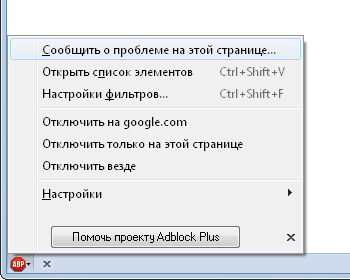 Сообщить о проблеме на этой странице...
Открыть список элементов Ctrl+Shift+V
Настройки фильтров... Ctrl+Shift+F
Отключить на google.com
Отключить только на этой странице
Отключить везде
Настройки
Помочь проекту Adblock Plus
ABP